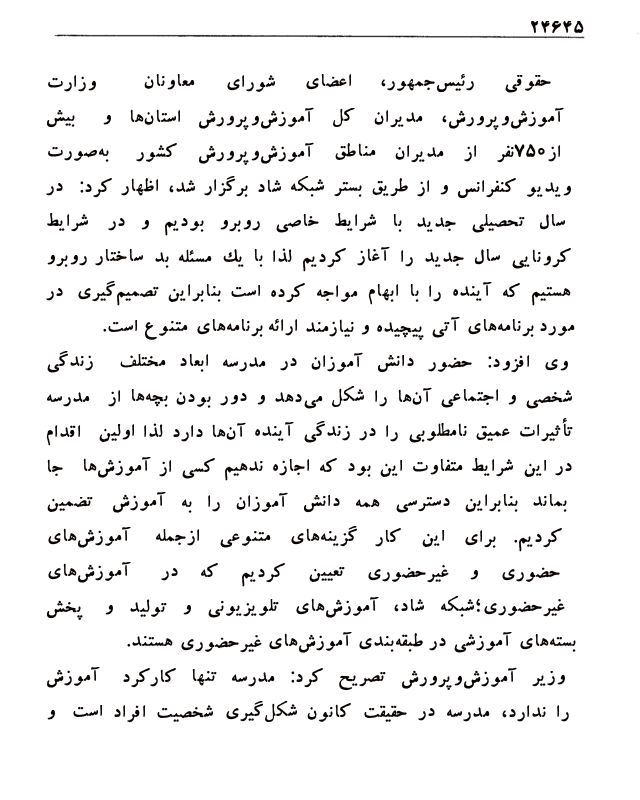 ۲۴۶۴۵
حقوقی رئیس‌جمهور، اعضای شورای معاونان وزارت
آموزش‌وپرورش، مدیران کل آموزش‌وپرورش استان‌ها و بیش
از۷۵۰نفر از مدیران مناطق آموزش‌وپرورش کشور به‌صورت
ویدیو کنفرانس و از طریق بستر شبکه شاد برگزار شد، اظهار کرد: در
سال تحصیلی جدید با شرایط خاصی روبرو بودیم و در شرایط
کرونایی سال جدید را آغاز کردیم لذا با یك مسئله بد ساختار روبرو
هستیم که آینده را با ابهام مواجه کرده است بنابراین تصمیم‌گیری در
مورد برنامه‌های آتی پیچیده و نیازمند ارائه برنامه‌های متنوع است.
وی افزود: حضور دانش آموزان در مدرسه ابعاد مختلف زندگی
شخصی و اجتماعی آن‌ها را شکل می‌دهد و دور بودن بچه‌ها از مدرسه
تأثیرات عمیق نامطلوبی را در زندگی آینده آن‌ها دارد لذا اولین اقدام
در این شرایط متفاوت این بود که اجازه ندهیم کسی از آموزش‌ها جا
بماند بنابراین دسترسی همه دانش آموزان را به آموزش تضمین
کردیم. برای این کار گزینه‌های متنوعی ازجمله آموزش‌های
حضوری و غیرحضوری تعیین کردیم که در آموزش‌های
غیرحضوری؛شبکه شاد، آموزش‌های تلویزیونی و تولید و پخش
بسته‌های آموزشی در طبقه‌بندی آموزش‌های غیرحضوری هستند.
وزیر آموزش‌وپرورش تصریح کرد: مدرسه تنها کارکرد آموزش
را ندارد، مدرسه در حقیقت کانون شکل‌گیری شخصیت افراد است و